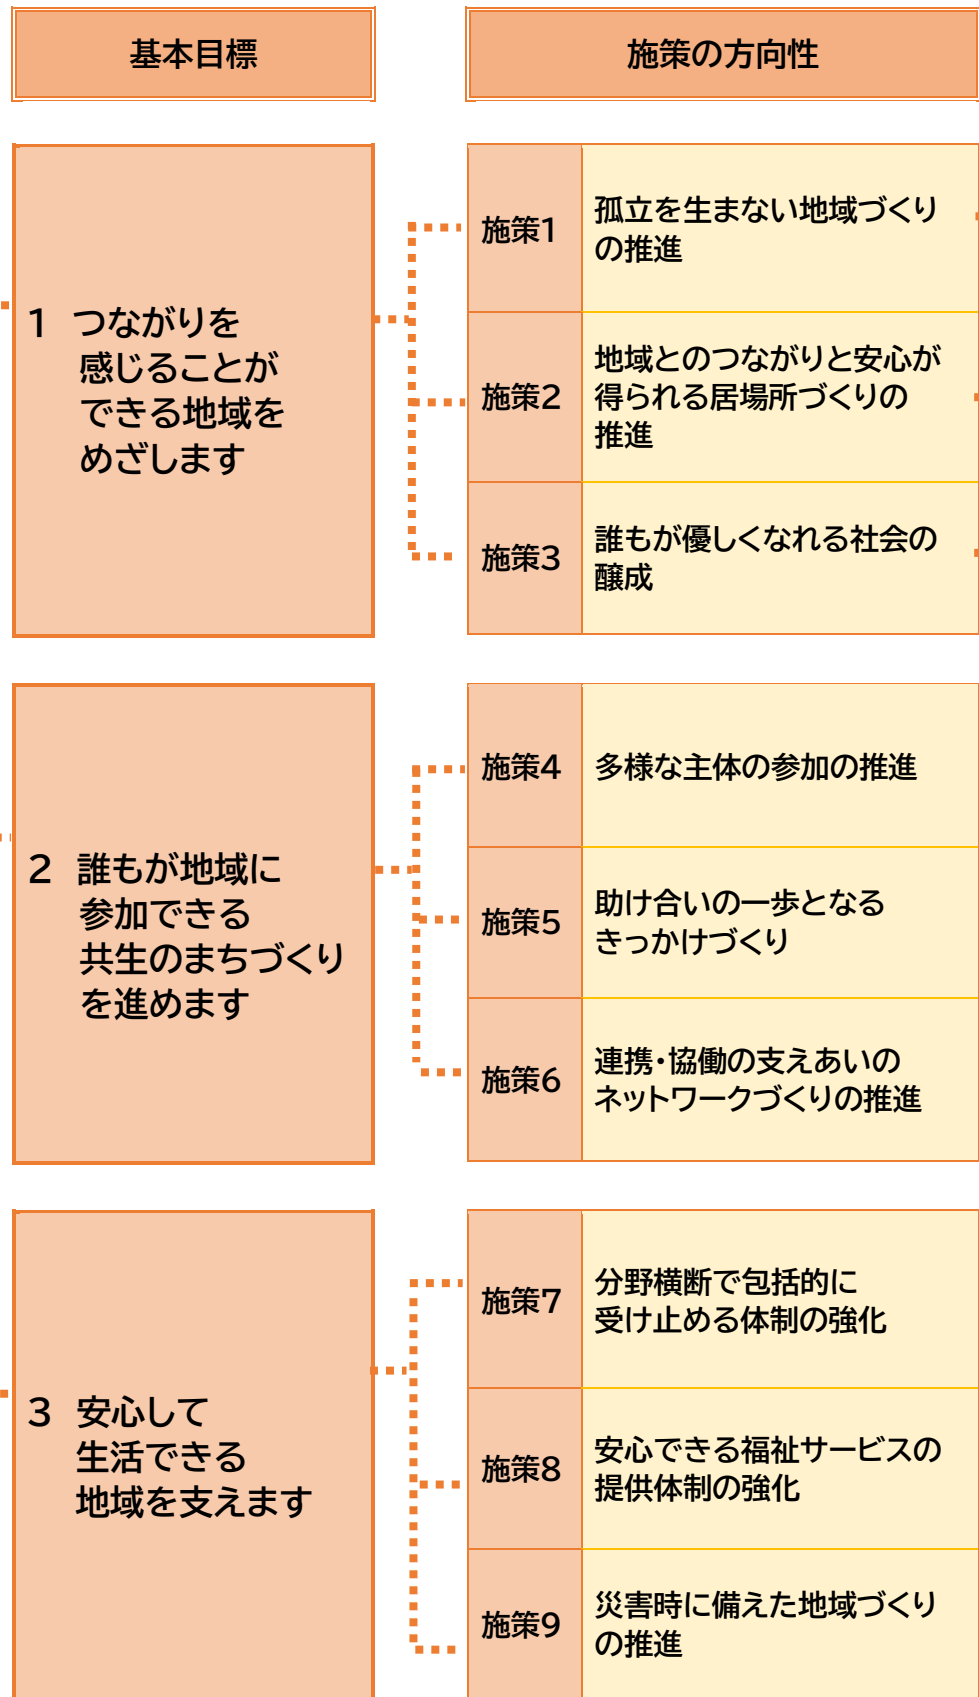 基本目標
施策の方向性
1 つながりを
感じることが
できる地域を
めざします
施策1
孤立を生まない地域づくり
の推進
施策2
地域とのつながりと安心が
得られる居場所づくりの
推進
施策3
誰もが優しくなれる社会の
醸成
2 誰もが地域に
参加できる
共生のまちづくり
を進めます
施策4
多様な主体の参加の推進
施策5
助け合いの一歩となる
きっかけづくり
施策6
連携・協働の支えあいの
ネットワークづくりの推進
3 安心して
生活できる
地域を支えます
施策7
分野横断で包括的に
受け止める体制の強化
施策8
安心できる福祉サービスの
提供体制の強化
施策9
災害時に備えた地域づくり
の推進